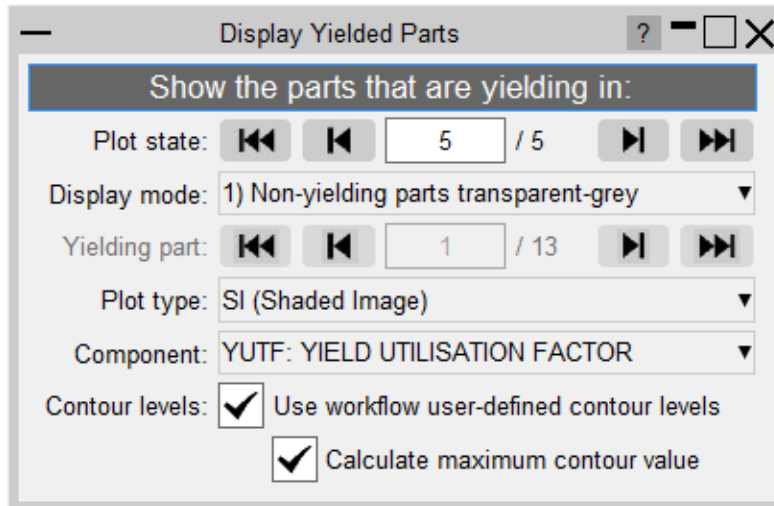 Display Yielded Parts ?
Show the parts that are yielding in:
Plot state: 5 / 5
Display mode: 1) Non-yielding parts transparent-grey
Yielding part: 1 / 13
Plot type: SI (Shaded Image)
Component: YUTF: YIELD UTILISATION FACTOR
Contour levels: Use workflow user-defined contour levels
Calculate maximum contour value